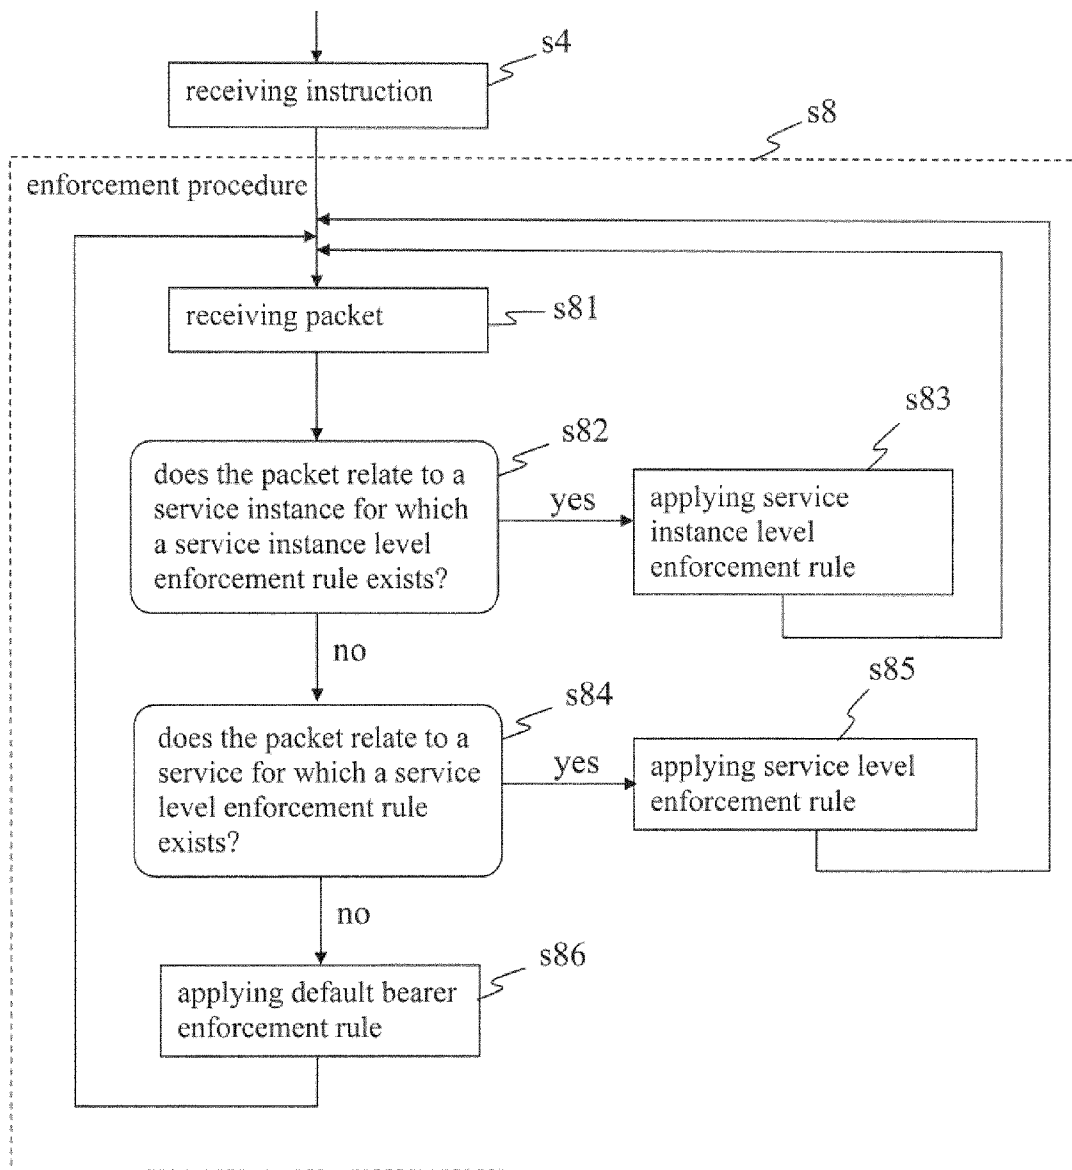 s4
receiving instruction
s8
enforcement procedure
receiving packet
s81
s82
does the packet relate to a
service instance for which
a service instance level
enforcement rule exists?
yes
s83
applying service
instance level
enforcement rule
no
s84
does the packet relate to a
service for which a service
level enforcement rule
exists?
yes
s85
applying service level
enforcement rule
no
s86
applying default bearer
enforcement rule